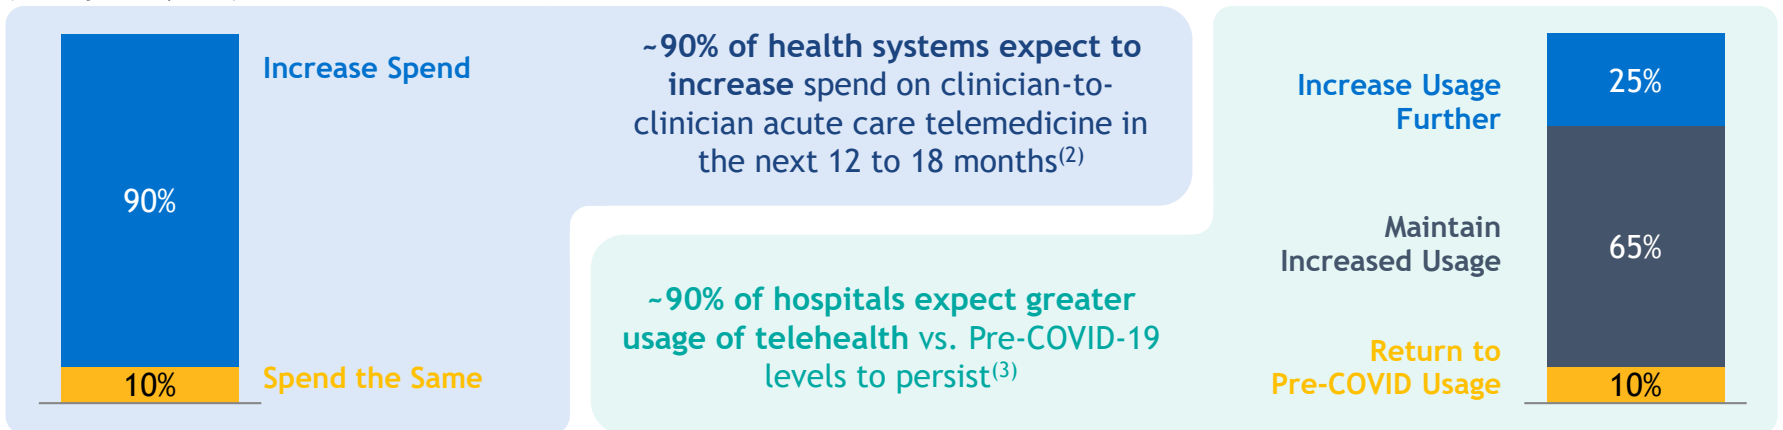 Increase Spend
90%
10%
Spend the Same
~90% of health systems expect to
increase spend on clinician-to-
clinician acute care telemedicine in
the next 12 to 18 months(2)
~90% of hospitals expect greater
usage of telehealth vs. Pre-COVID-19
levels to persist(3)
Increase Usage
Further
25%
Maintain
Increased Usage
65%
Return to
Pre-COVID Usage
10%